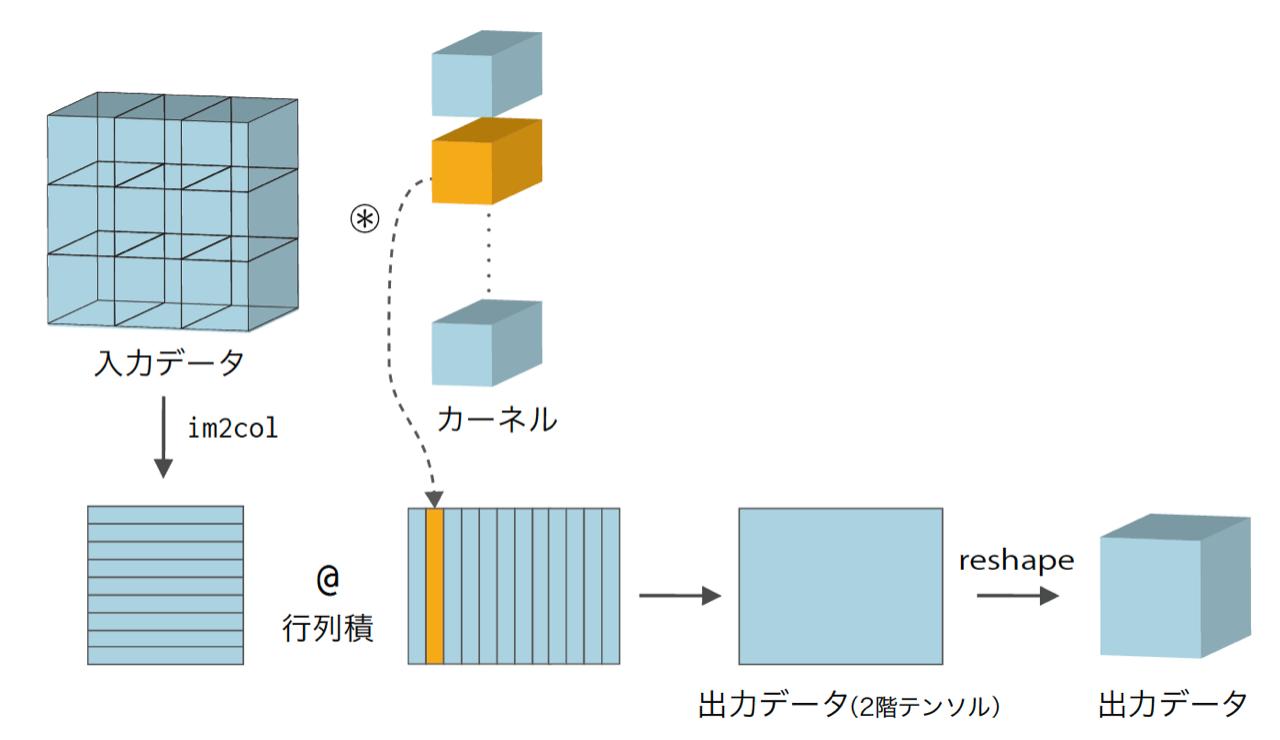 ⊛
入力データ
カーネル
im2col
@
行列積
reshape
出力データ(2階テンソル)
出力データ